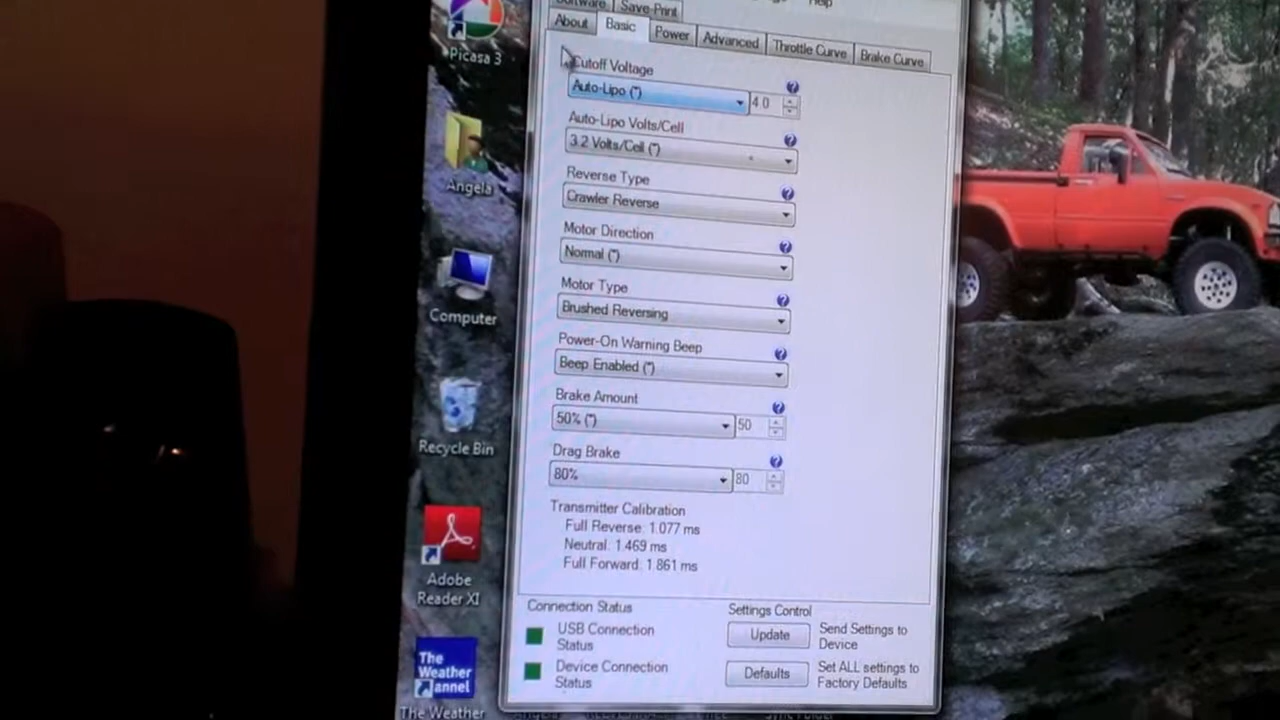 Software
Save-Print
Help
About
Basic
Power
Advanced
Throttle Curve
Brake Curve
Cutoff Voltage
Auto-Lipo (*)
4.0
Auto-Lipo Volts/Cell
3.2 Volts/Cell (*)
Reverse Type
Crawler Reverse
Motor Direction
Normal (*)
Motor Type
Brushed Reversing
Power-On Warning Beep
Beep Enabled (*)
Brake Amount
50% (*)
50
Drag Brake
80%
80
Transmitter Calibration
Full Reverse: 1.077 ms
Neutral: 1.469 ms
Full Forward: 1.861 ms
Connection Status
USB Connection
Status
Device Connection
Status
Settings Control
Update
Send Settings to
Device
Defaults
Set ALL settings to
Factory Defaults
Picasa 3
Angela
Computer
Recycle Bin
Adobe
Reader XI
The
Weather
annel
The Weather